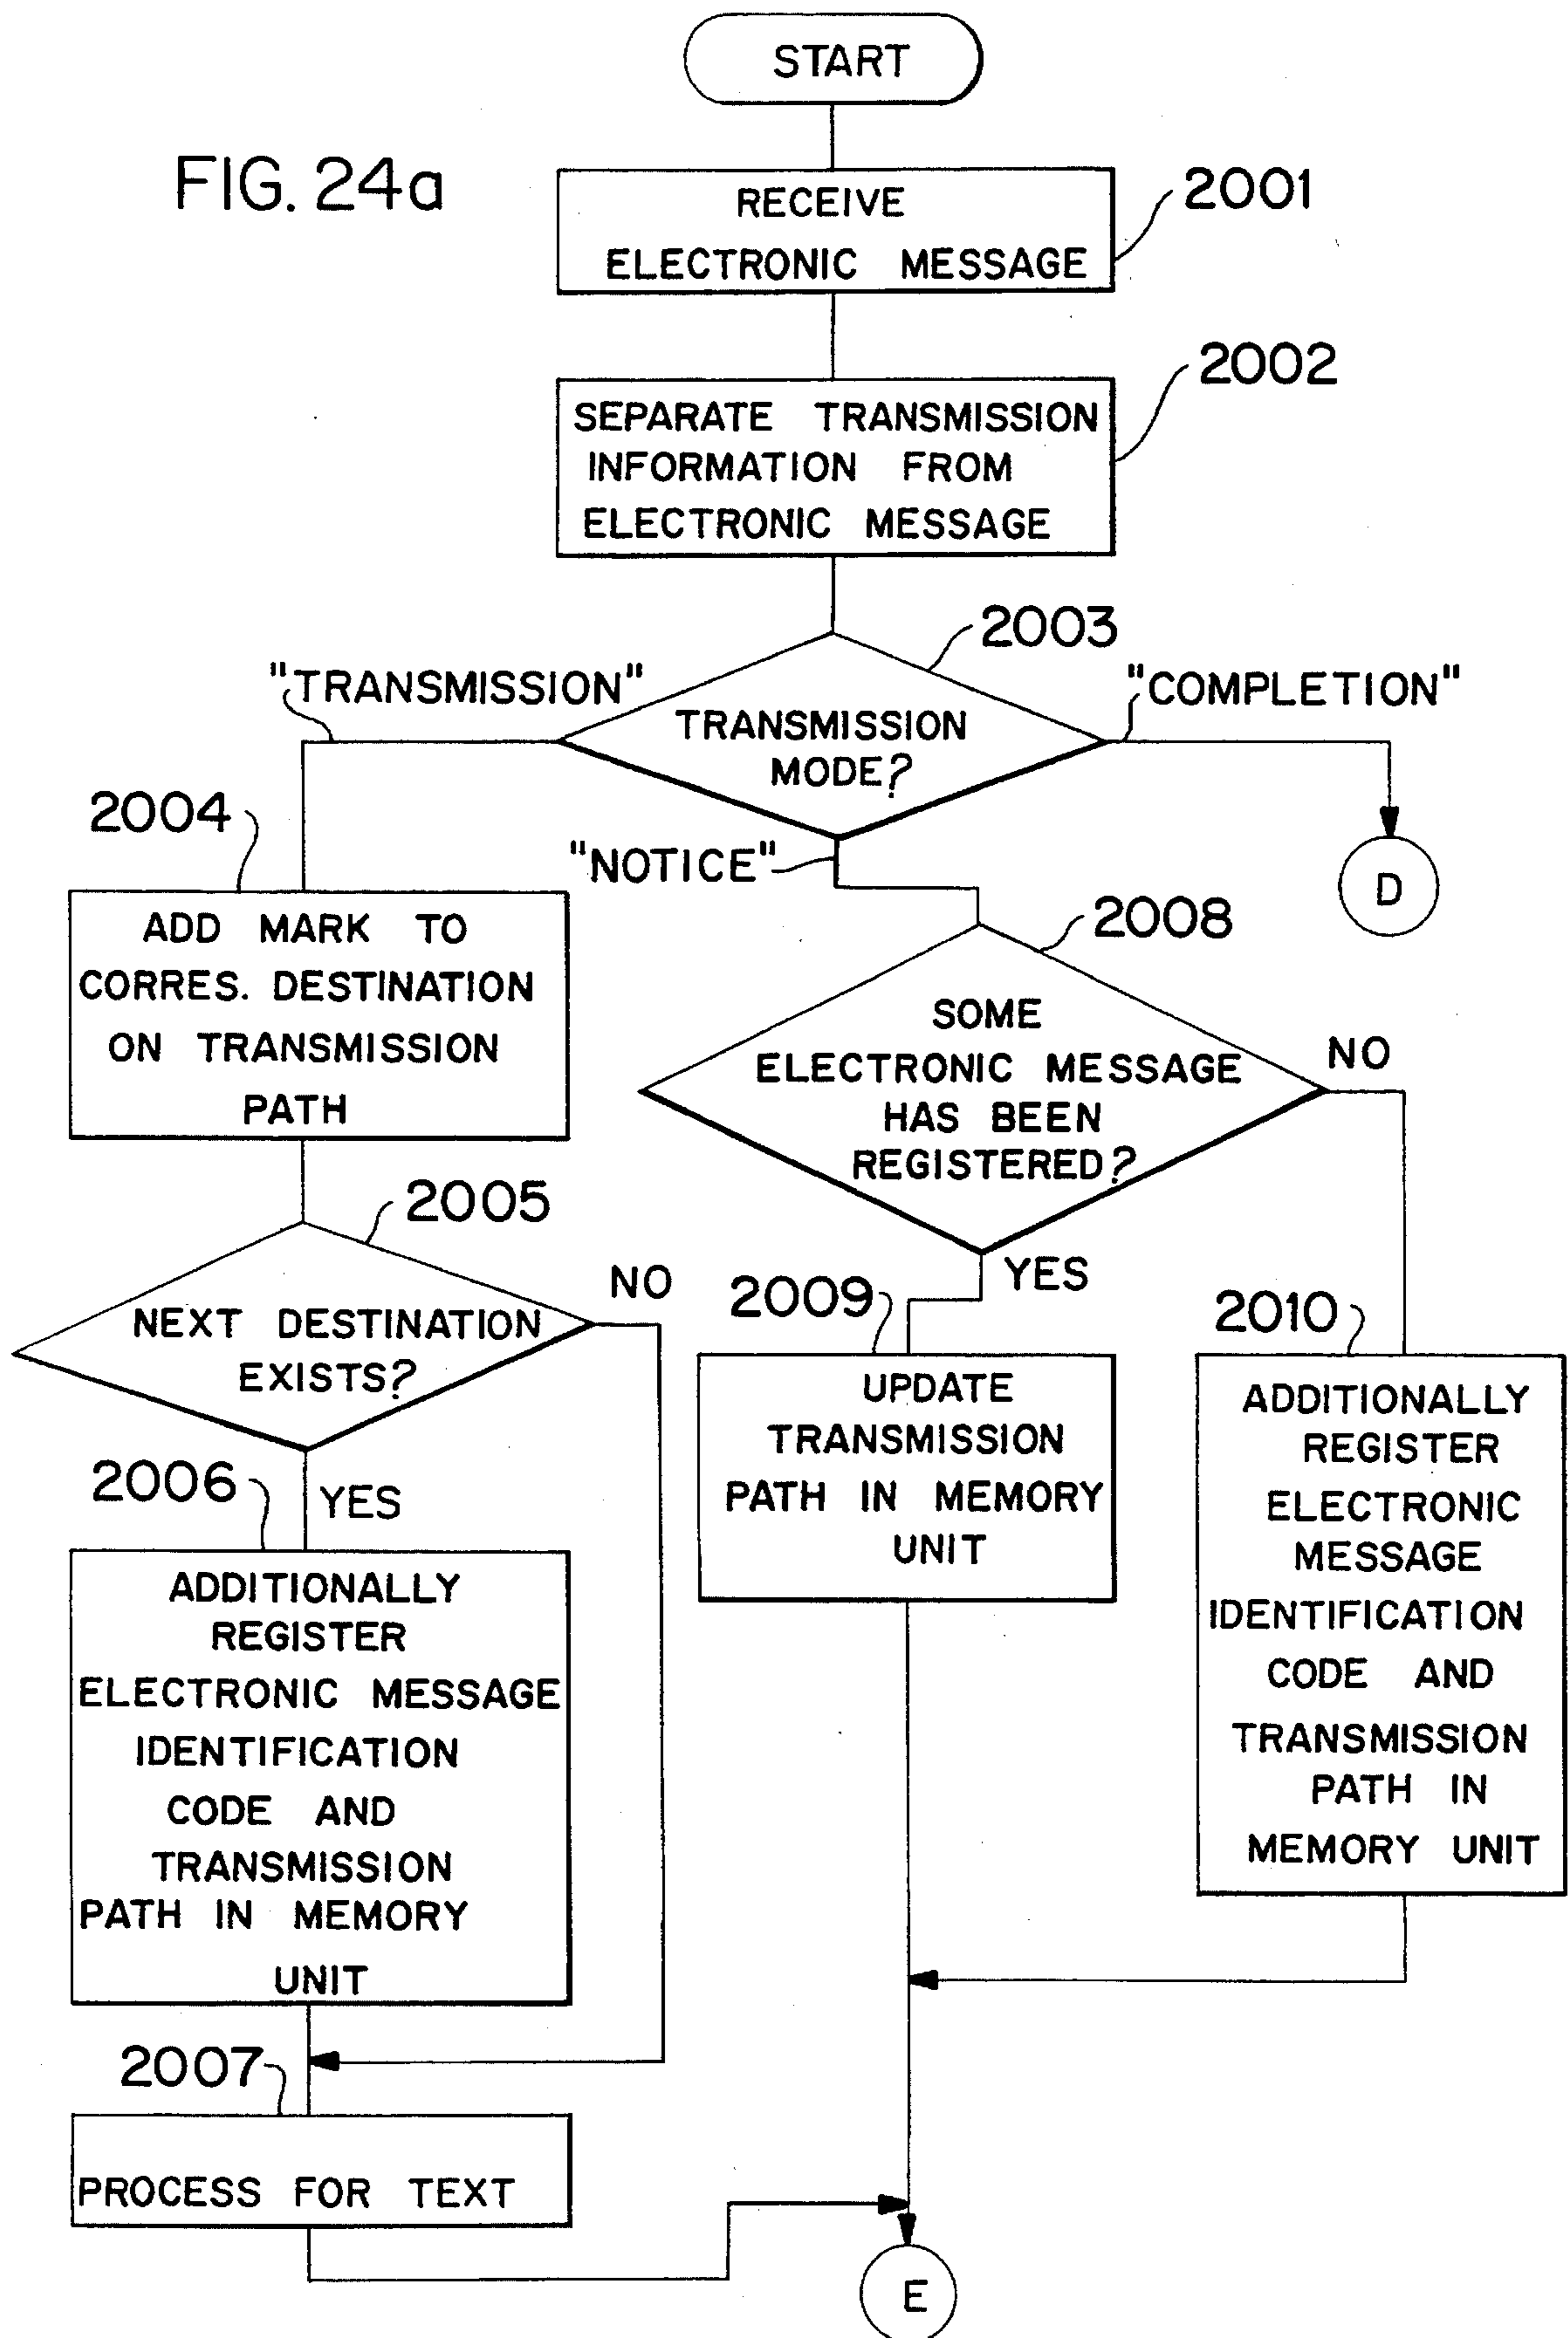 START
FIG. 24a
RECEIVE
ELECTRONIC MESSAGE
2001
SEPARATE TRANSMISSION
INFORMATION FROM
ELECTRONIC MESSAGE
2002
TRANSMISSION
MODE?
2003
"TRANSMISSION"
"COMPLETION"
"NOTICE"
D
2004
ADD MARK TO
CORRES. DESTINATION
ON TRANSMISSION
PATH
2008
SOME
ELECTRONIC MESSAGE
HAS BEEN
REGISTERED?
NO
YES
2005
NEXT DESTINATION
EXISTS?
NO
YES
2009
UPDATE
TRANSMISSION
PATH IN MEMORY
UNIT
2010
ADDITIONALLY
REGISTER
ELECTRONIC
MESSAGE
IDENTIFICATION
CODE AND
TRANSMISSION
PATH IN
MEMORY UNIT
2006
ADDITIONALLY
REGISTER
ELECTRONIC MESSAGE
IDENTIFICATION
CODE AND
TRANSMISSION
PATH IN MEMORY
UNIT
2007
PROCESS FOR TEXT
E